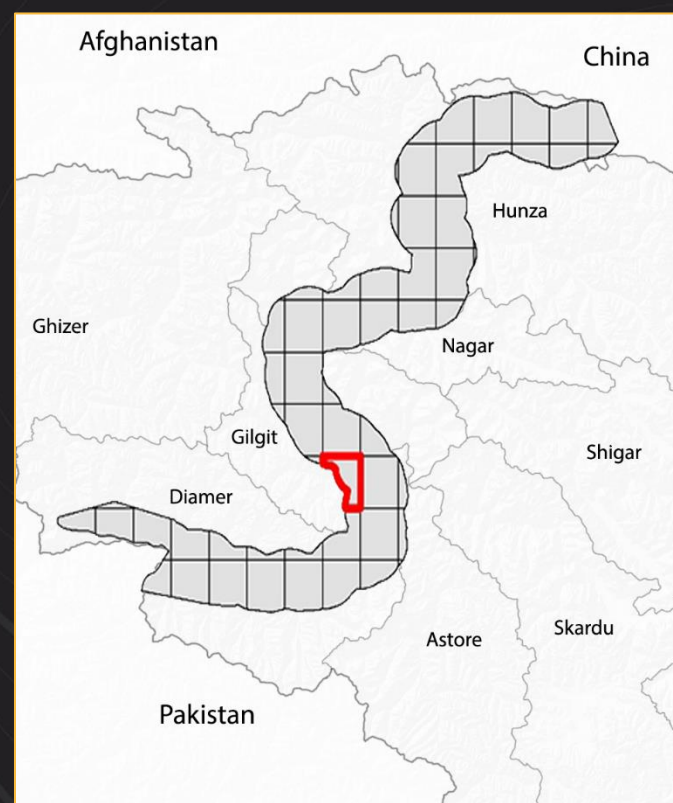 Afghanistan
China
Hunza
Ghizer
Nagar
Gilgit
Shigar
Diamer
Skardu
Astore
Pakistan